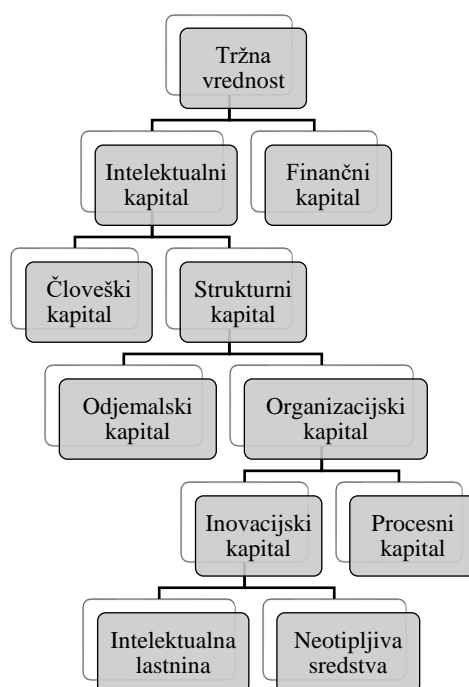 Tržna
vrednost
Intelektualni
kapital
Finančni
kapital
Človeški
kapital
Strukturni
kapital
Odjemalski
kapital
Organizacijski
kapital
Inovacijski
kapital
Procesni
kapital
Intelektualna
lastnina
Neotipljiva
sredstva